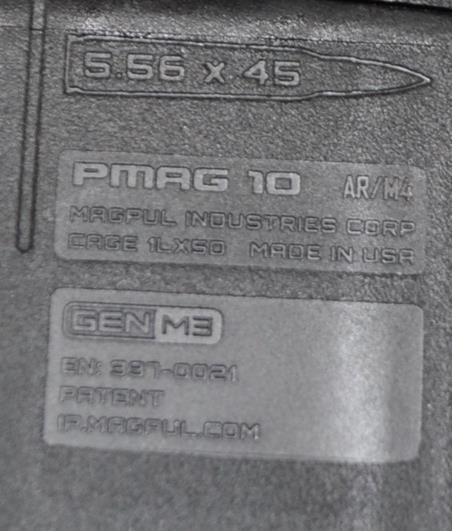 5.56 x 45
PMAG 10 AR/M4
MAGPUL INDUSTRIES CORP
CAGE 1LX50 MADE IN USA
GEN M3
EN: 337-0021
PATENT
IP.MAGPUL.COM